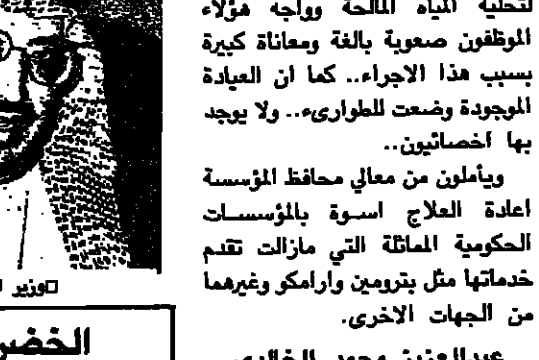 لتحلية المياه المالحة وواجه هؤلاء
الموظفون صعوبة بالغة ومعاناة كبيرة
بسبب هذا الاجراء.. كما ان العيادة
الموجودة وضعت للطوارىء.. ولا يوجد
بها اخصائيون..
ويأملون من معالي محافظ المؤسسة
اعادة العلاج اسوة بالمؤسسات
الحكومية المماثلة التي مازالت تقدم
خدماتها مثل بترومين وارامكو وغيرهما
من الجهات الاخرى.
عبدالعزيز
□وزير
الخضر